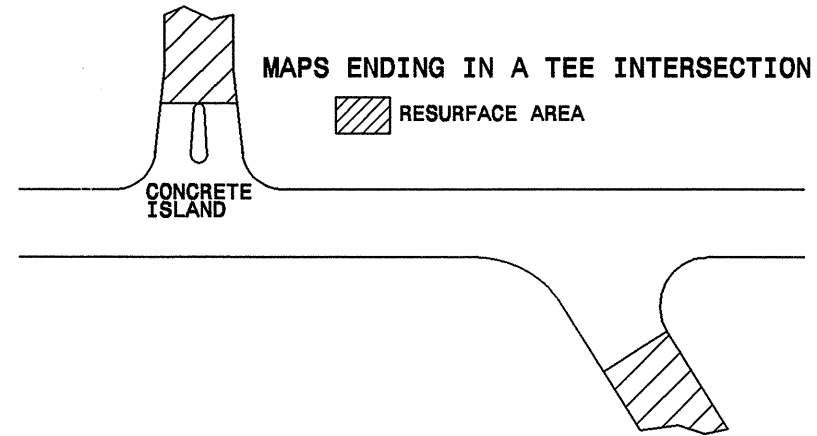 MAPS ENDING IN A TEE INTERSECTION
RESURFACE AREA
CONCRETE
ISLAND